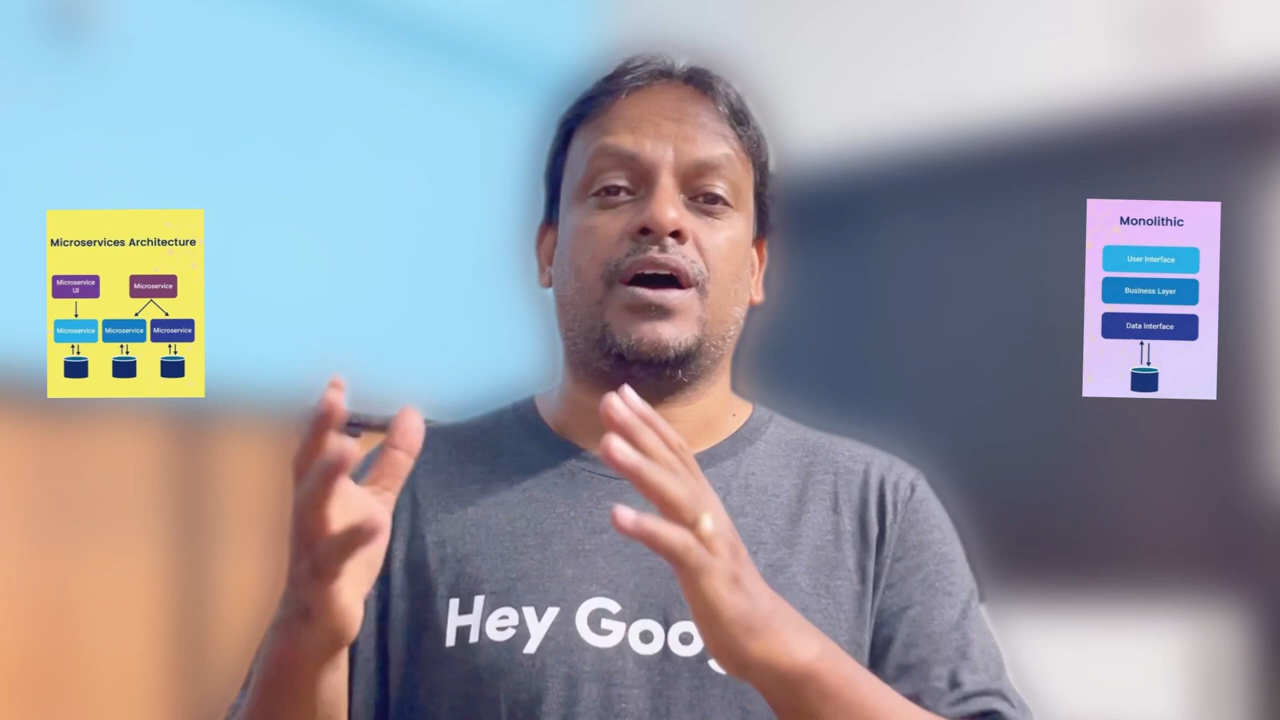 Microservices Architecture
Microservice
UI
Microservice
Microservice
Microservice
Microservice
Hey Goo
Monolithic
User Interface
Business Layer
Data Interface